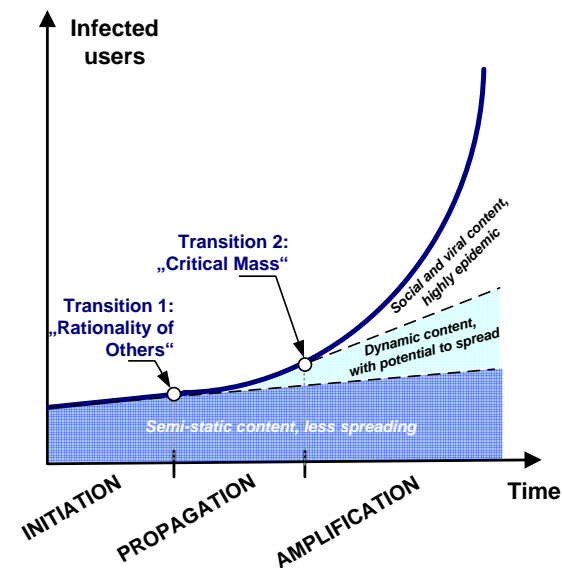 Infected
users
Transition 2:
„Critical Mass“
Transition 1:
„Rationality of
Others“
Social and viral content,
highly epidemic
Dynamic content,
with potential to spread
Semi-static content, less spreading
Time
INITIATION
PROPAGATION
AMPLIFICATION